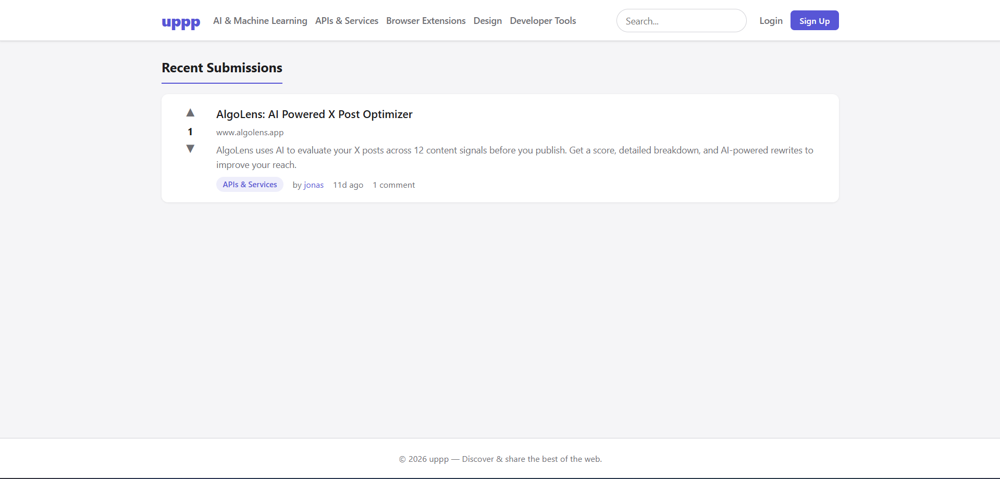 uppp AI & Machine Learning APIs & Services Browser Extensions Design Developer Tools Search... Login Sign Up
Recent Submissions
▲
AlgoLens: AI Powered X Post Optimizer
1
www.algolens.app
▼
AlgoLens uses AI to evaluate your X posts across 12 content signals before you publish. Get a score, detailed breakdown, and AI-powered rewrites to
improve your reach.
APIs & Services by jonas 11d ago 1 comment
© 2026 uppp — Discover & share the best of the web.